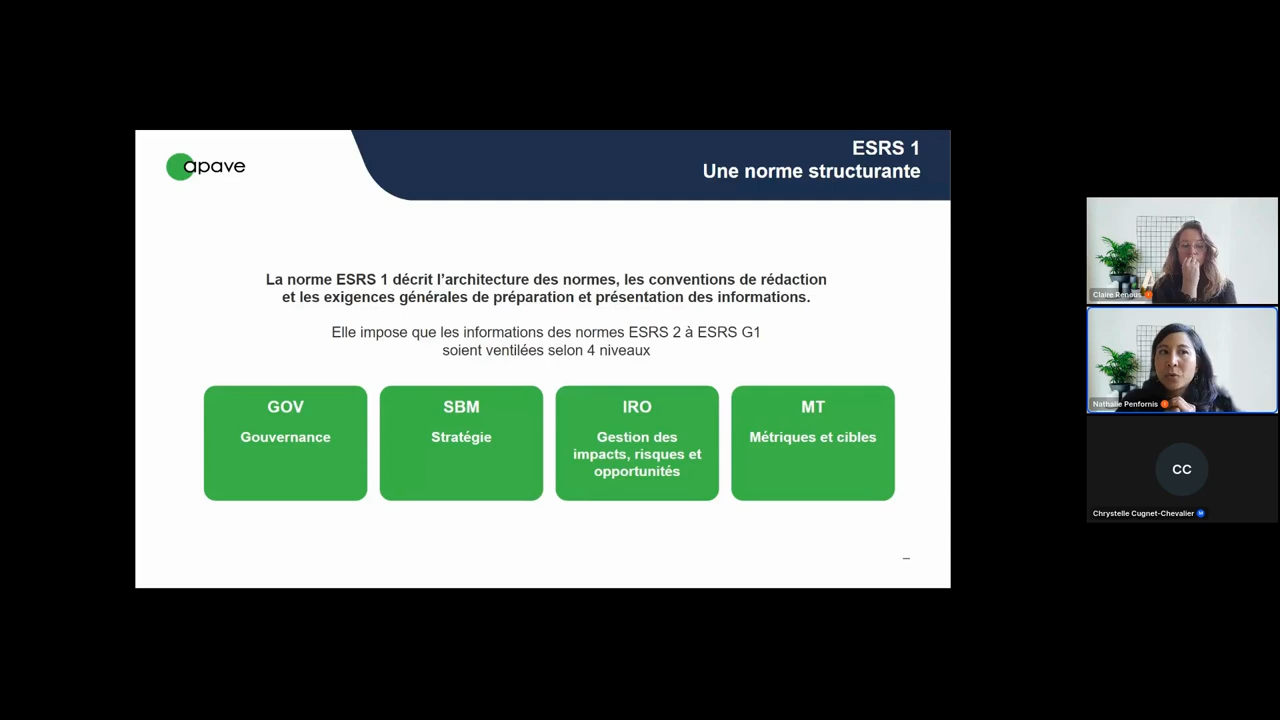 apave
ESRS 1
Une norme structurante
La norme ESRS 1 décrit l’architecture des normes, les conventions de rédaction
et les exigences générales de préparation et présentation des informations.
Elle impose que les informations des normes ESRS 2 à ESRS G1
soient ventilées selon 4 niveaux
GOV
Gouvernance
SBM
Stratégie
IRO
Gestion des
impacts, risques et
opportunités
MT
Métriques et cibles
Claire Renous
Nathalie Penfornis
CC
Chrystelle Cugnet-Chevalier